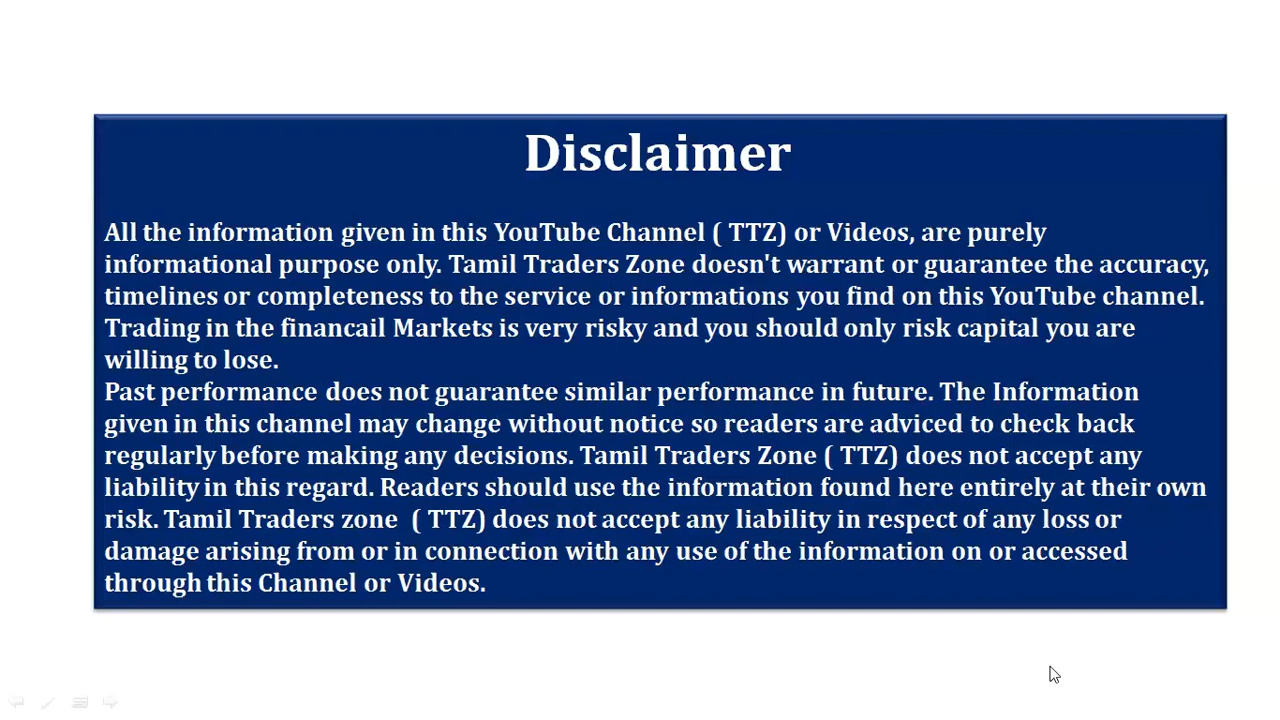 Disclaimer
All the information given in this YouTube Channel ( TTZ) or Videos, are purely
informational purpose only. Tamil Traders Zone doesn't warrant or guarantee the accuracy,
timelines or completeness to the service or informations you find on this YouTube channel.
Trading in the financail Markets is very risky and you should only risk capital you are
willing to lose.
Past performance does not guarantee similar performance in future. The Information
given in this channel may change without notice so readers are adviced to check back
regularly before making any decisions. Tamil Traders Zone ( TTZ) does not accept any
liability in this regard. Readers should use the information found here entirely at their own
risk. Tamil Traders zone  ( TTZ) does not accept any liability in respect of any loss or
damage arising from or in connection with any use of the information on or accessed
through this Channel or Videos.